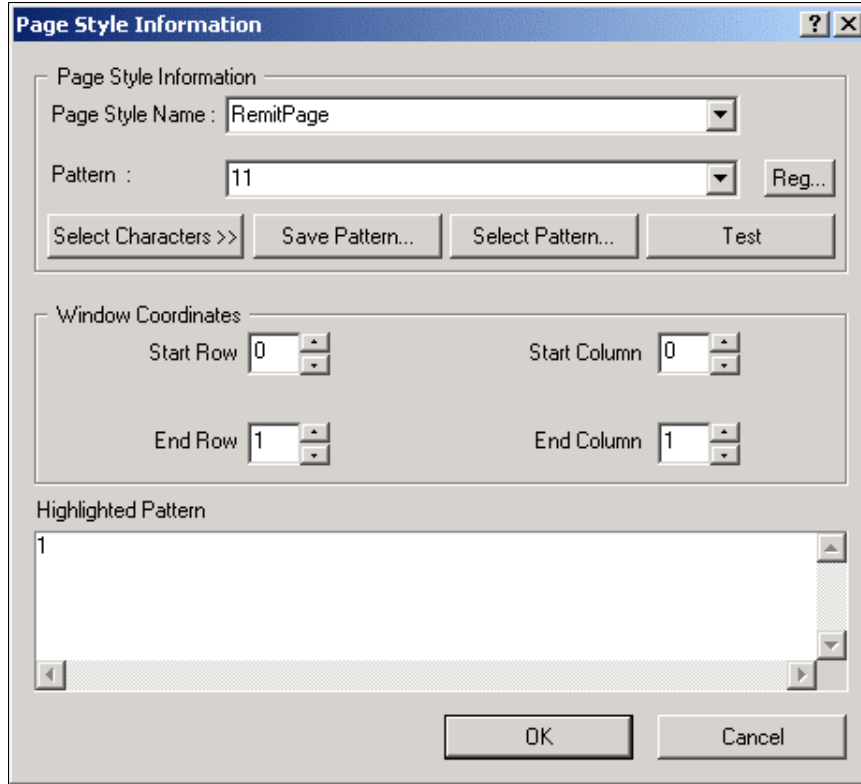 Page Style Information
Page Style Information
Page Style Name : RemitPage
Pattern : 11 Reg...
Select Characters >> Save Pattern... Select Pattern... Test
Window Coordinates
Start Row 0 Start Column 0
End Row 1 End Column 1
Highlighted Pattern
1
OK Cancel